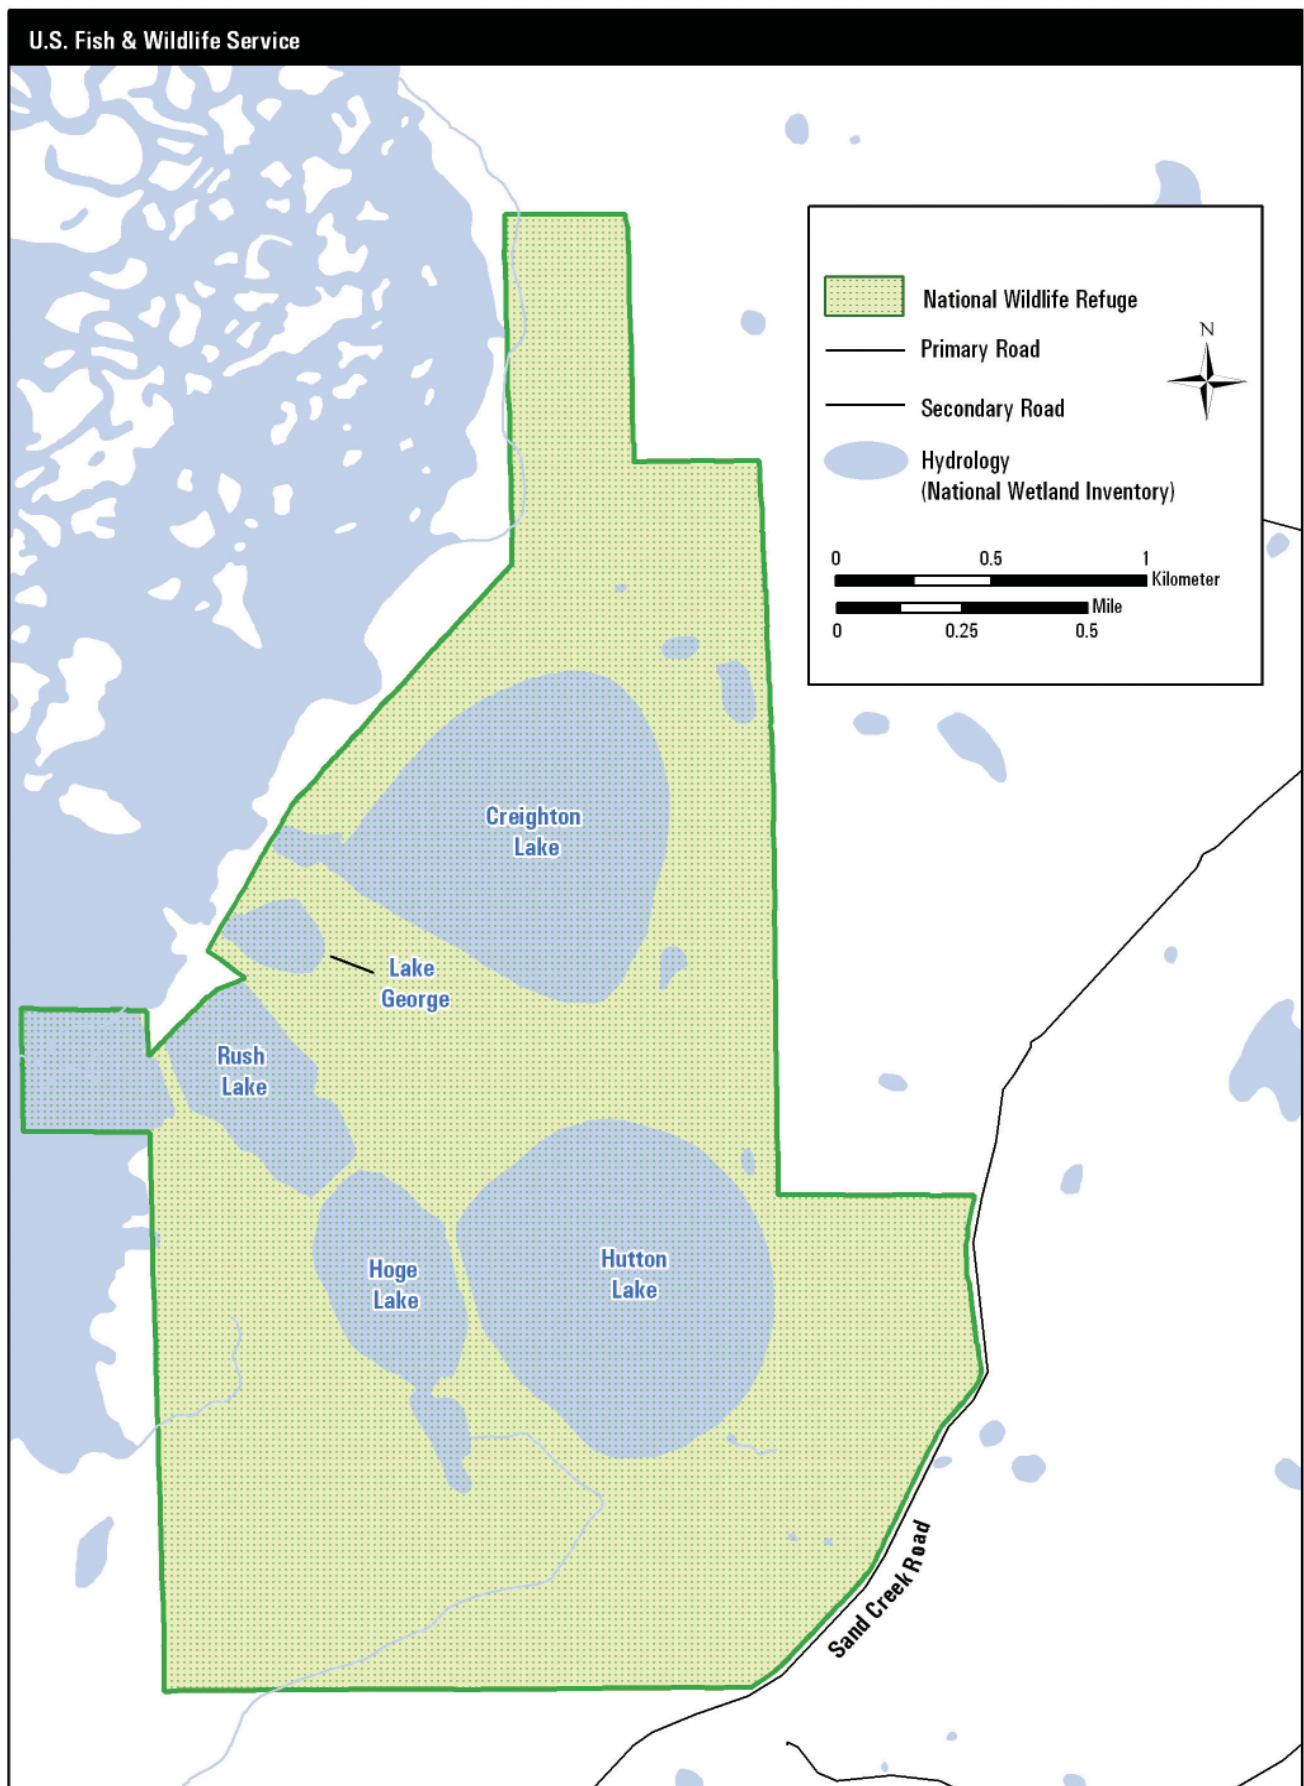 U.S. Fish & Wildlife Service
National Wildlife Refuge
Primary Road
N
Secondary Road
Hydrology
(National Wetland Inventory)
0 0.5 1
Kilometer
Mile
0 0.25 0.5
Creighton
Lake
Lake
George
Rush
Lake
Hoge
Lake
Hutton
Lake
Sand Creek Road